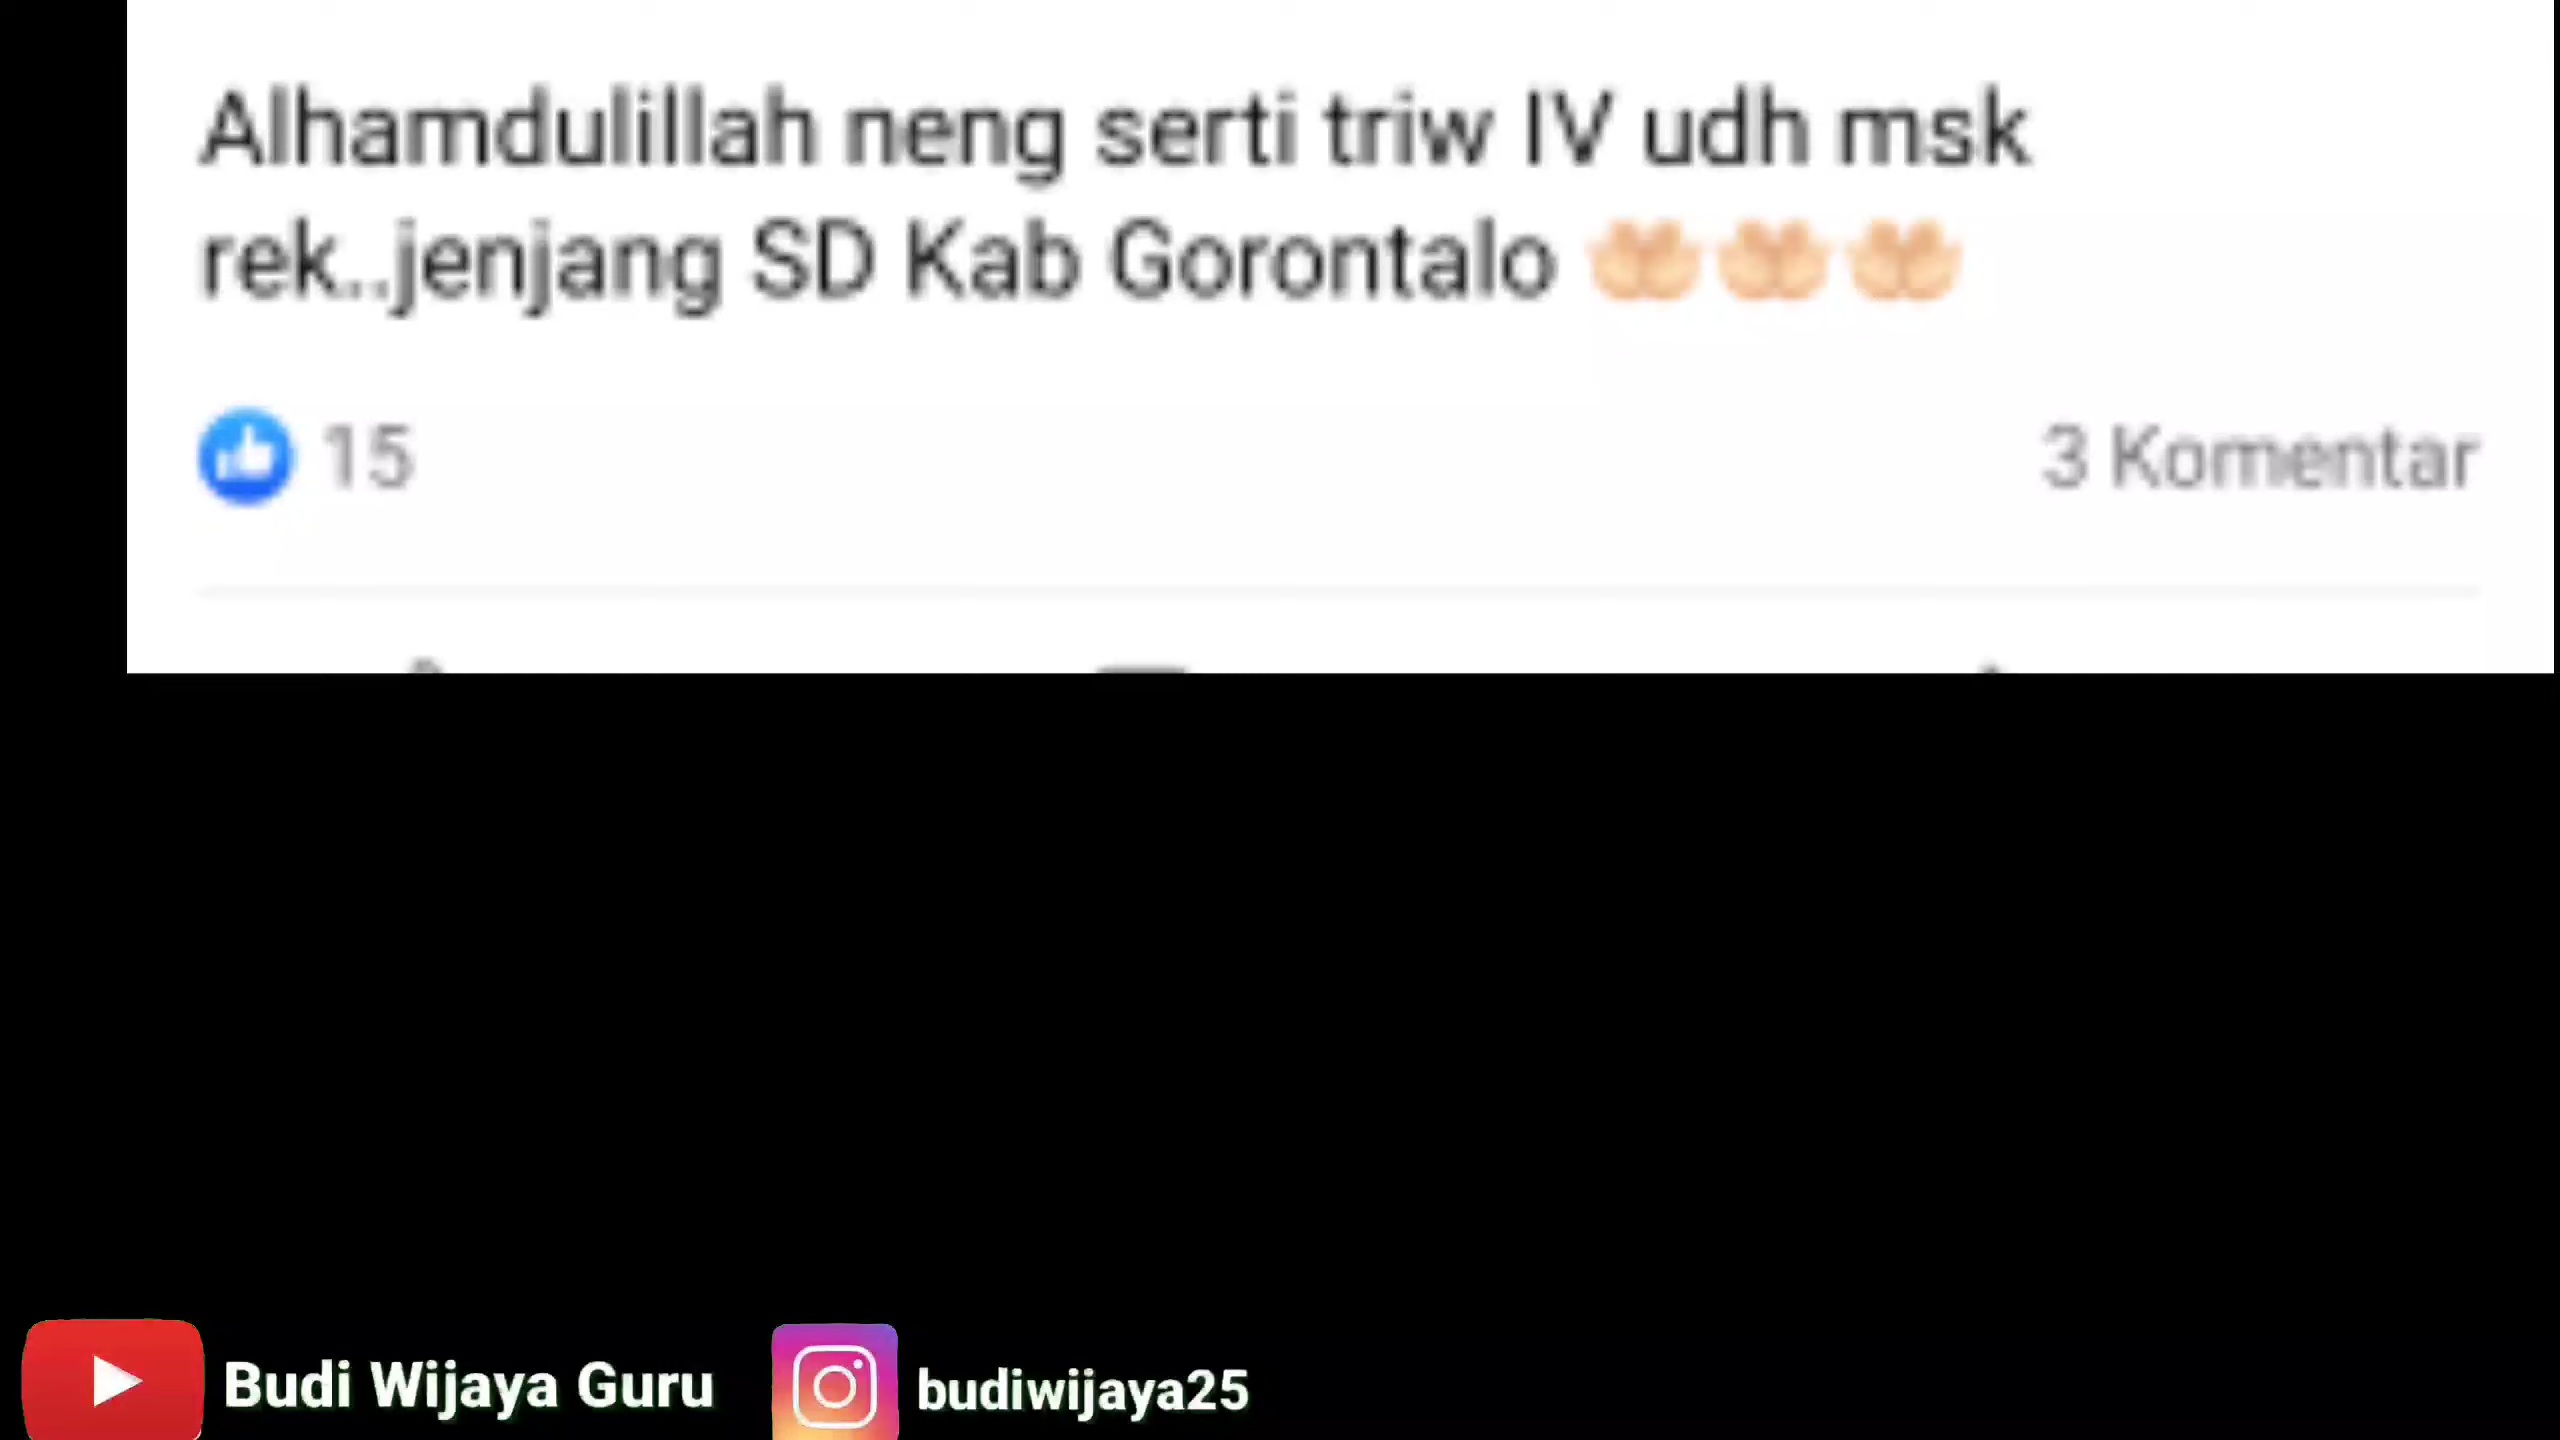 Alhamdulillah neng serti triw IV udh msk
rek..jenjang SD Kab Gorontalo 🤲🏻🤲🏻🤲🏻
15
3 Komentar
Budi Wijaya Guru
budiwijaya25